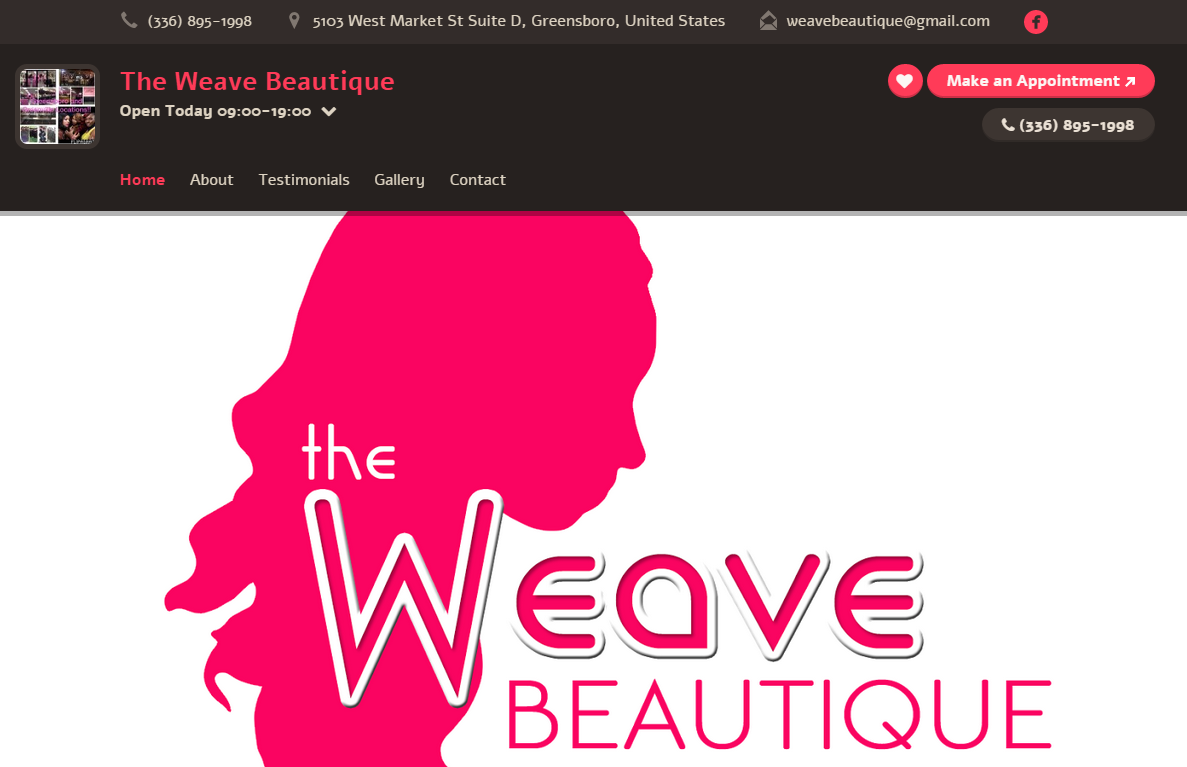 (336) 895-1998
5103 West Market St Suite D, Greensboro, United States
weavebeautique@gmail.com
The Weave Beautique
Open Today 09:00-19:00
Make an Appointment
(336) 895-1998
Home About Testimonials Gallery Contact
the
Weave
BEAUTIQUE